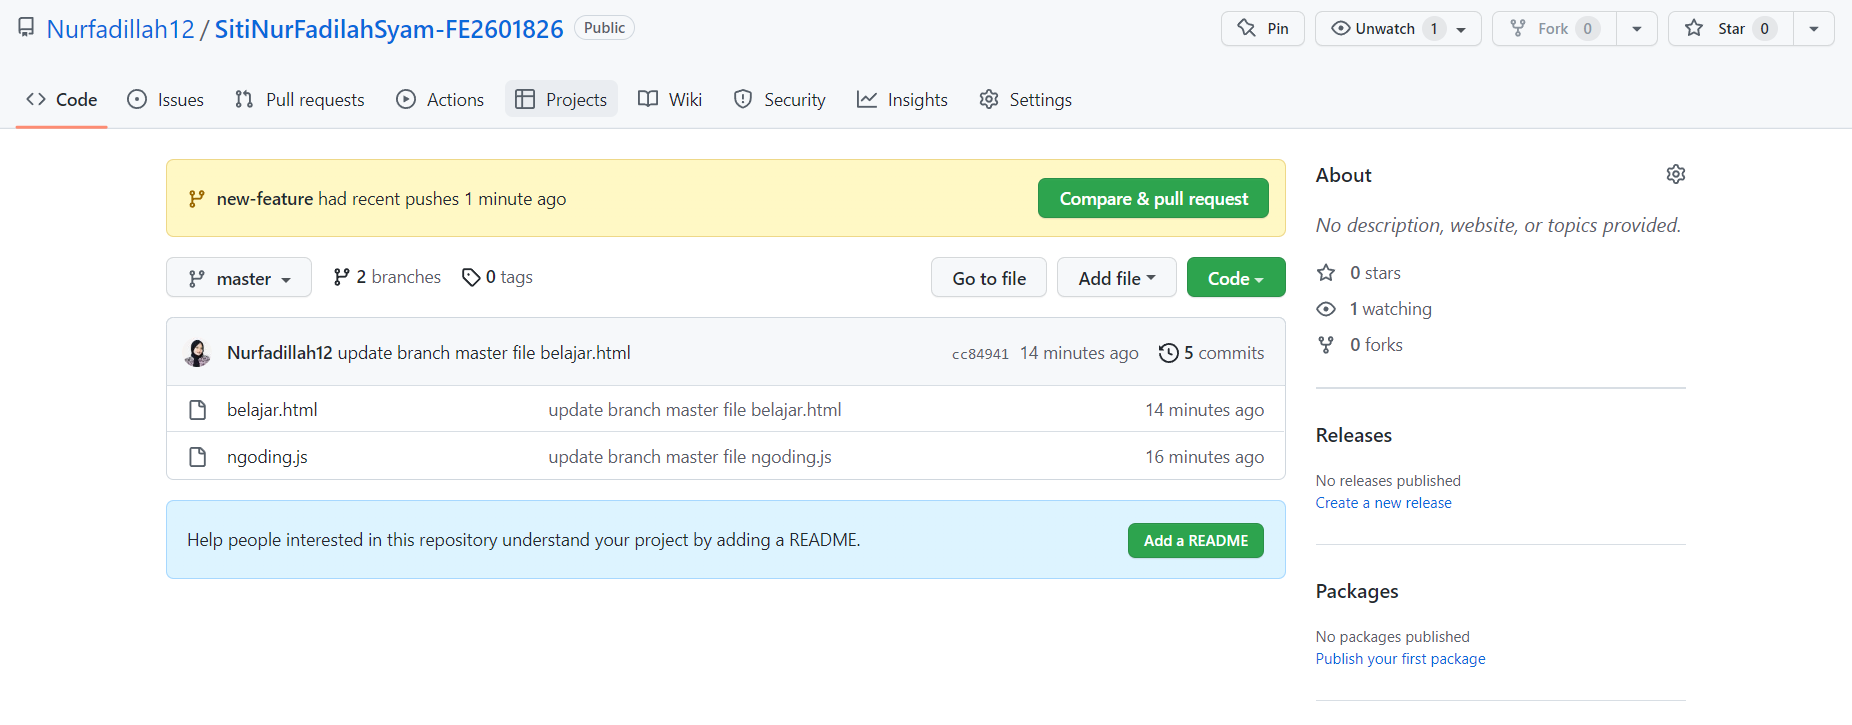 Nurfadillah12 / SitiNurFadilahSyam-FE2601826 Public Pin Unwatch 1 Fork 0 Star 0
Code Issues Pull requests Actions Projects Wiki Security Insights Settings
new-feature had recent pushes 1 minute ago Compare & pull request
master 2 branches 0 tags Go to file Add file Code
Nurfadillah12 update branch master file belajar.html cc84941 14 minutes ago 5 commits
belajar.html update branch master file belajar.html 14 minutes ago
ngoding.js update branch master file ngoding.js 16 minutes ago
Help people interested in this repository understand your project by adding a README. Add a README
About
No description, website, or topics provided.
0 stars
1 watching
0 forks
Releases
No releases published
Create a new release
Packages
No packages published
Publish your first package